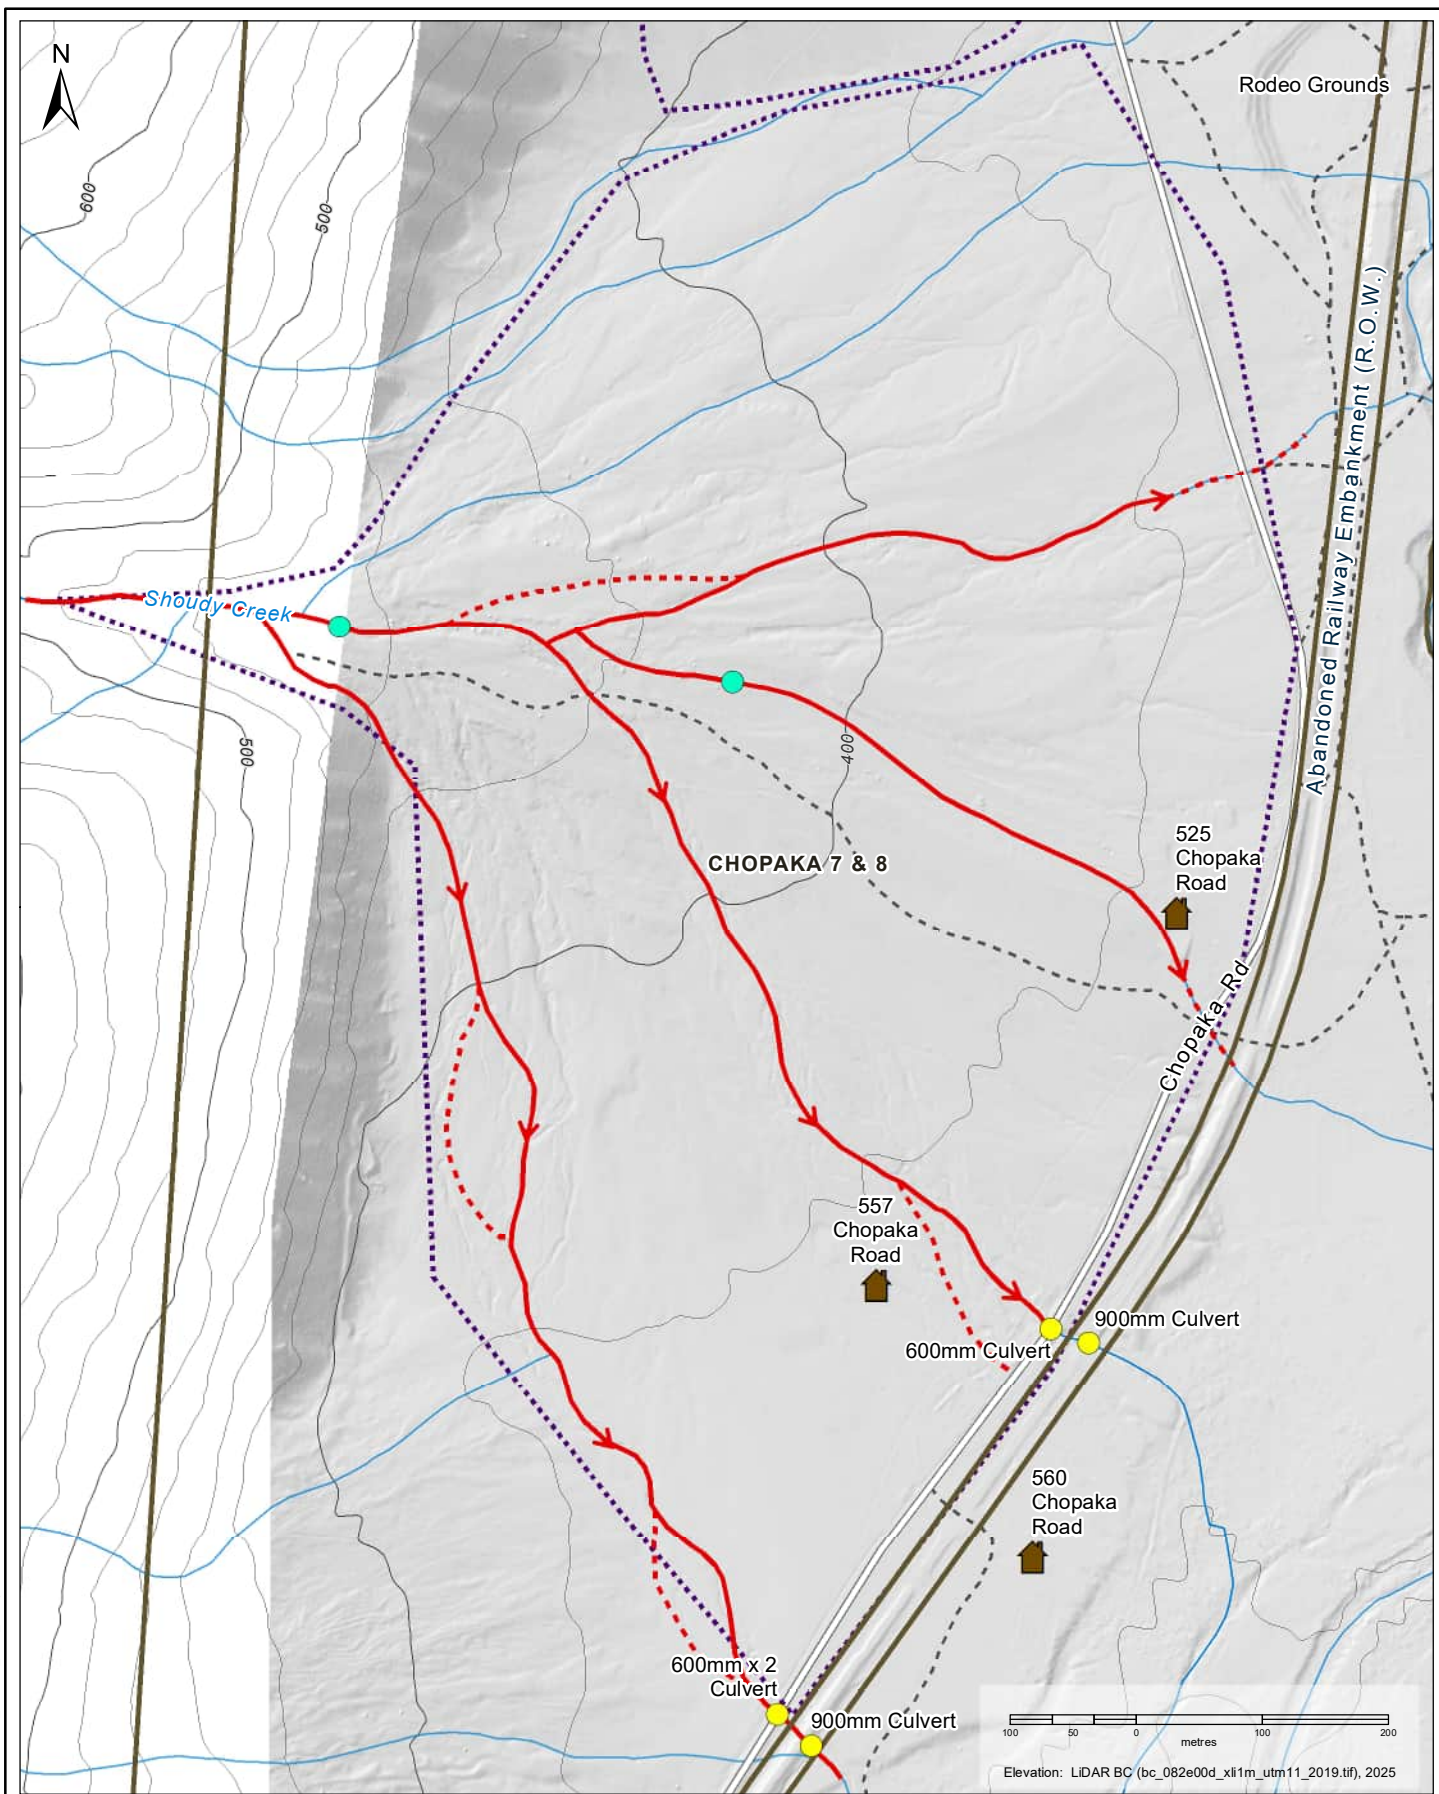 N
Rodeo Grounds
600
500
Abandoned Railway Embankment (R.O.W.)
Shoudy Creek
500
400
525
Chopaka
Road
CHOPAKA 7 & 8
Chopaka Rd
557
Chopaka
Road
900mm Culvert
600mm Culvert
560
Chopaka
Road
600mm x 2
Culvert
900mm Culvert
100 50 0 100 200
metres
Elevation: LiDAR BC (bc_082e00d_xli1m_utm11_2019.tif), 2025